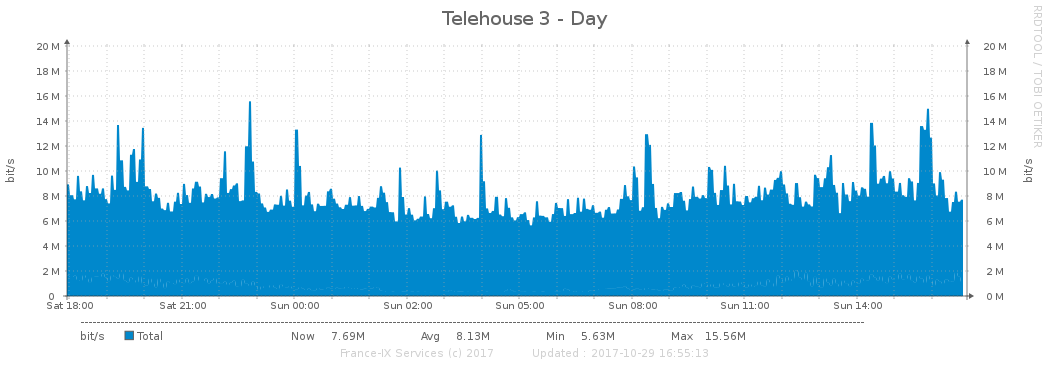 Telehouse 3 - Day
RRDTOOL / TOBI OETIKER
bit/s
20 M 20 M
18 M 18 M
16 M 16 M
14 M 14 M
12 M 12 M
10 M 10 M
8 M 8 M
6 M 6 M
4 M 4 M
2 M 2 M
0 0 M
bit/s
Sat 18:00 Sat 21:00 Sun 00:00 Sun 02:00 Sun 05:00 Sun 08:00 Sun 11:00 Sun 14:00
bit/s Total Now 7.69M Avg 8.13M Min 5.63M Max 15.56M
France-IX Services (c) 2017 Updated : 2017-10-29 16:55:13